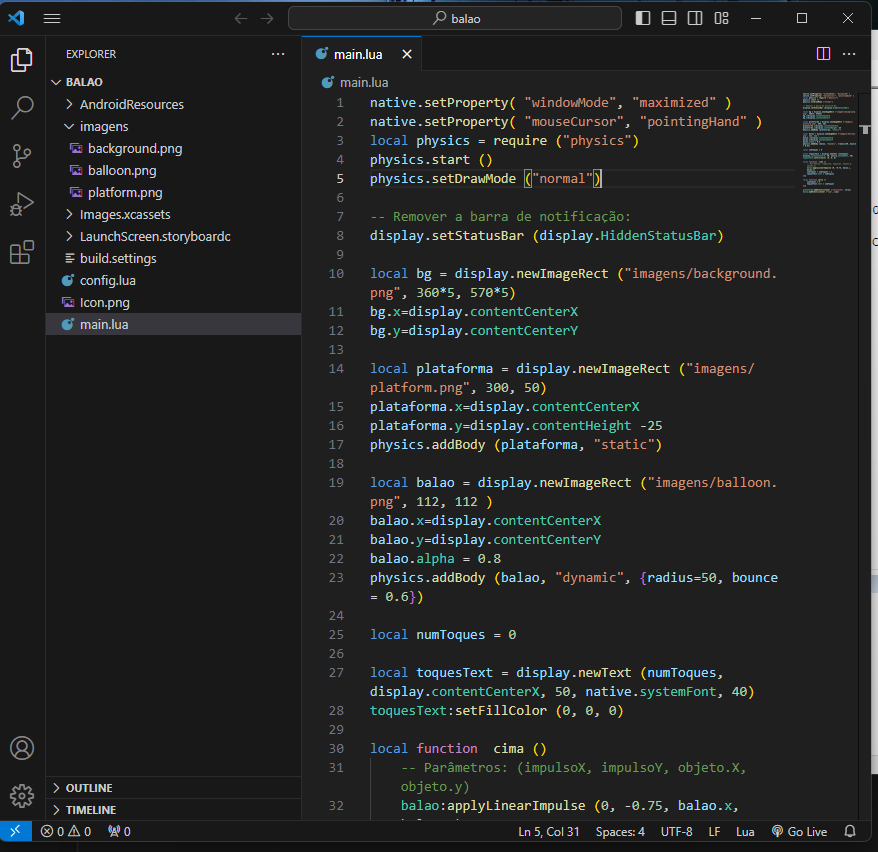 balao
EXPLORER
BALAO
AndroidResources
imagens
background.png
balloon.png
platform.png
Images.xcassets
LaunchScreen.storyboardc
build.settings
config.lua
Icon.png
main.lua
OUTLINE
TIMELINE
main.lua
main.lua
1 native.setProperty( "windowMode", "maximized" )
2 native.setProperty( "mouseCursor", "pointingHand" )
3 local physics = require ("physics")
4 physics.start ()
5 physics.setDrawMode ("normal")
6
7 -- Remover a barra de notificação:
8 display.setStatusBar (display.HiddenStatusBar)
9
10 local bg = display.newImageRect ("imagens/background.
png", 360*5, 570*5)
11 bg.x=display.contentCenterX
12 bg.y=display.contentCenterY
13
14 local plataforma = display.newImageRect ("imagens/
platform.png", 300, 50)
15 plataforma.x=display.contentCenterX
16 plataforma.y=display.contentHeight -25
17 physics.addBody (plataforma, "static")
18
19 local balao = display.newImageRect ("imagens/balloon.
png", 112, 112 )
20 balao.x=display.contentCenterX
21 balao.y=display.contentCenterY
22 balao.alpha = 0.8
23 physics.addBody (balao, "dynamic", {radius=50, bounce
= 0.6})
24
25 local numToques = 0
26
27 local toquesText = display.newText (numToques,
display.contentCenterX, 50, native.systemFont, 40)
28 toquesText:setFillColor (0, 0, 0)
29
30 local function  cima ()
31 -- Parâmetros: (impulsoX, impulsoY, objeto.X,
objeto.y)
32 balao:applyLinearImpulse (0, -0.75, balao.x,
0 0 0
Ln 5, Col 31 Spaces: 4 UTF-8 LF Lua Go Live